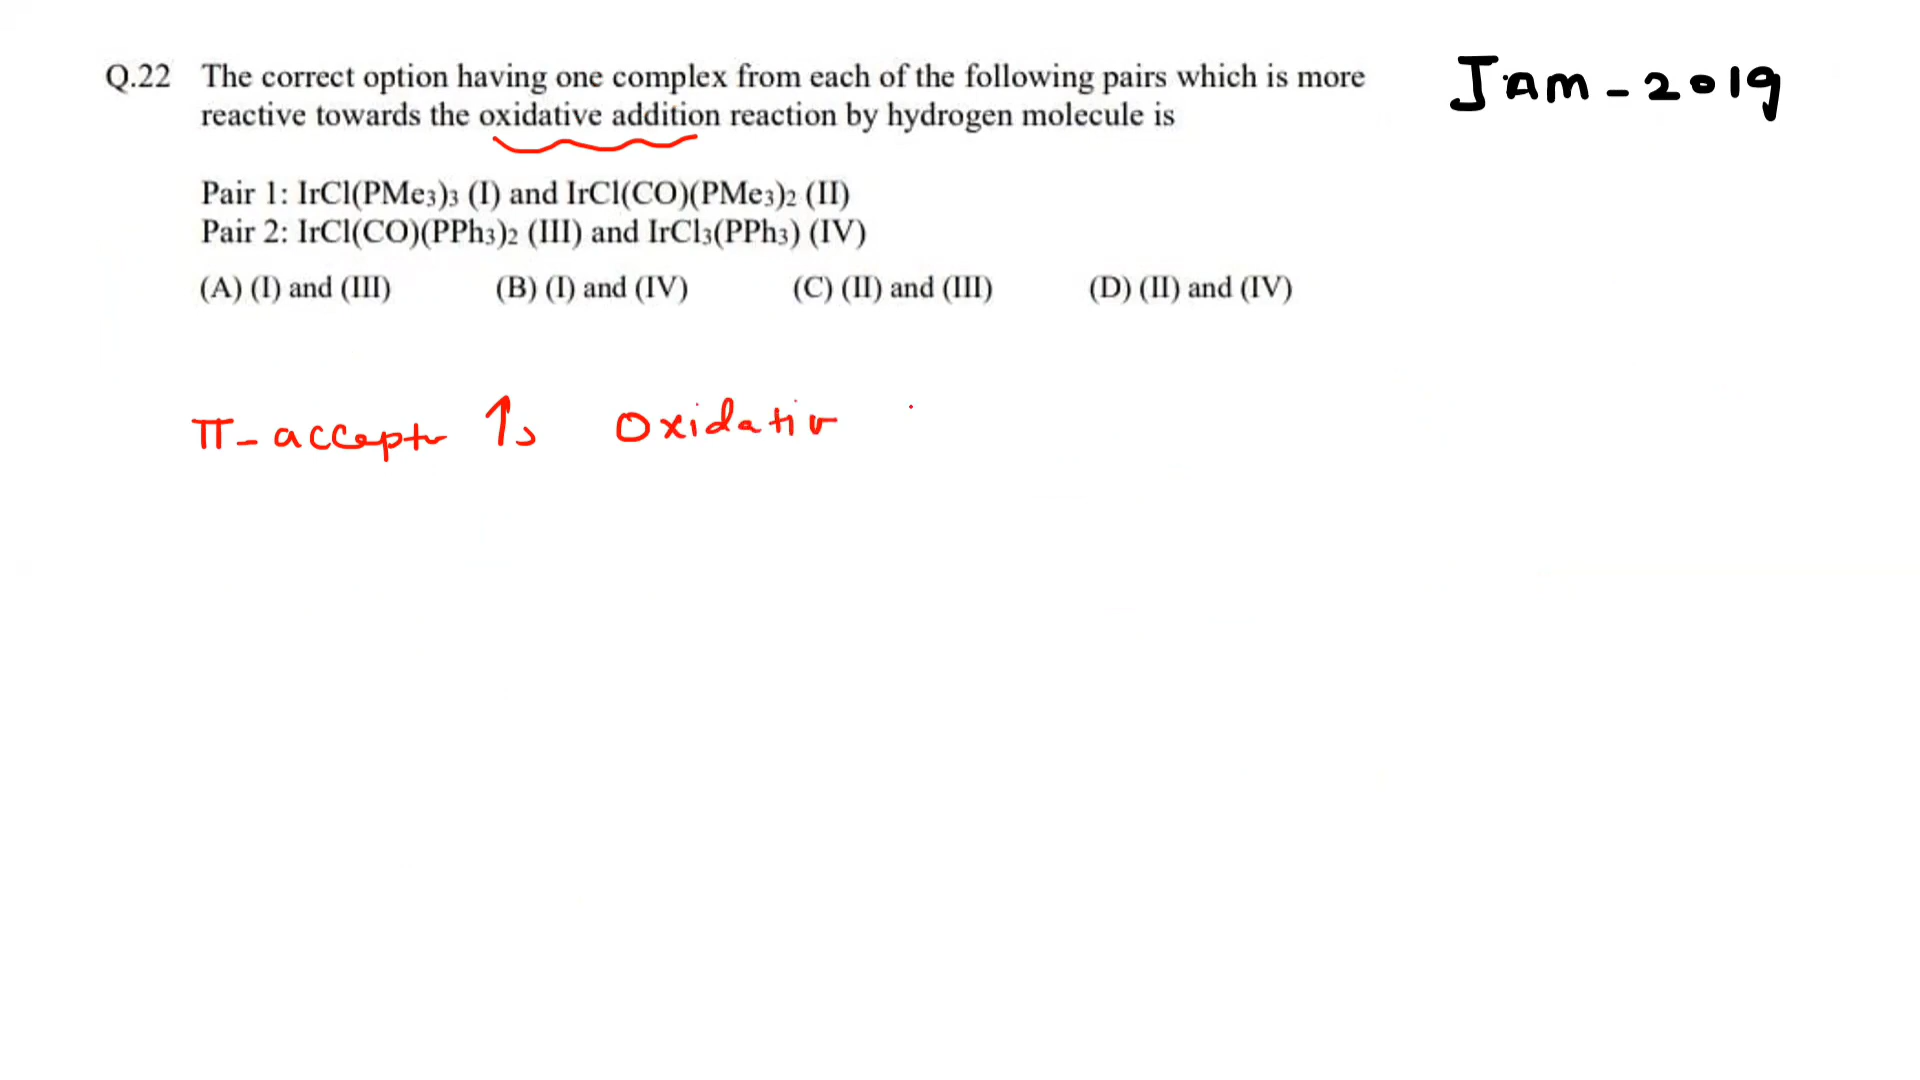 Q.22 The correct option having one complex from each of the following pairs which is more
reactive towards the oxidative addition reaction by hydrogen molecule is
Jam - 2019
Pair 1: IrCl(PMe₃)₃ (I) and IrCl(CO)(PMe₃)₂ (II)
Pair 2: IrCl(CO)(PPh₃)₂ (III) and IrCl₃(PPh₃) (IV)
(A) (I) and (III) (B) (I) and (IV) (C) (II) and (III) (D) (II) and (IV)
π-acceptr ↑s oxidativ